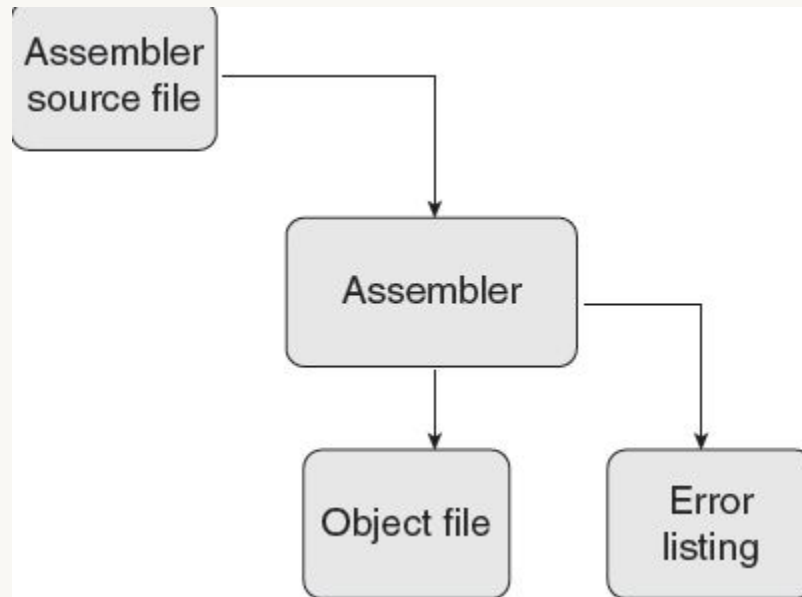 Assembler
source file
Assembler
Object file
Error
listing